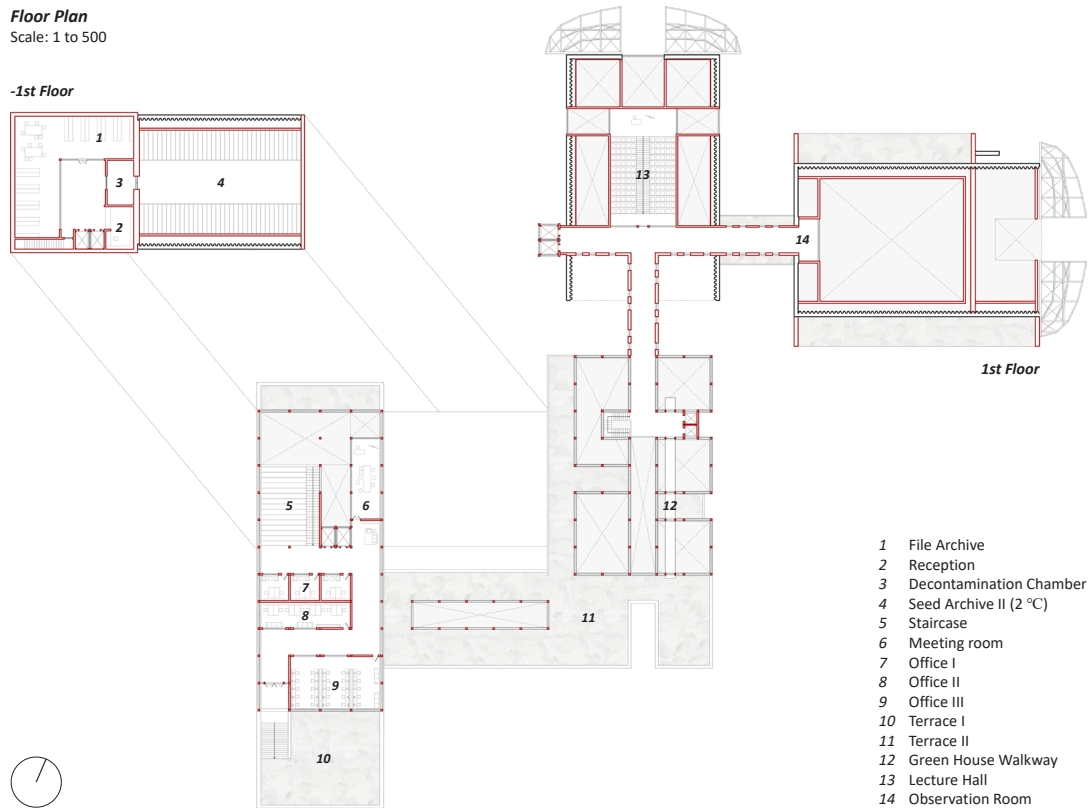 Floor Plan
Scale: 1 to 500
-1st Floor
1
2
3
4
13
14
1st Floor
5
6
7
8
9
10
11
12
1 File Archive
2 Reception
3 Decontamination Chamber
4 Seed Archive II (2 ℃)
5 Staircase
6 Meeting room
7 Office I
8 Office II
9 Office III
10 Terrace I
11 Terrace II
12 Green House Walkway
13 Lecture Hall
14 Observation Room